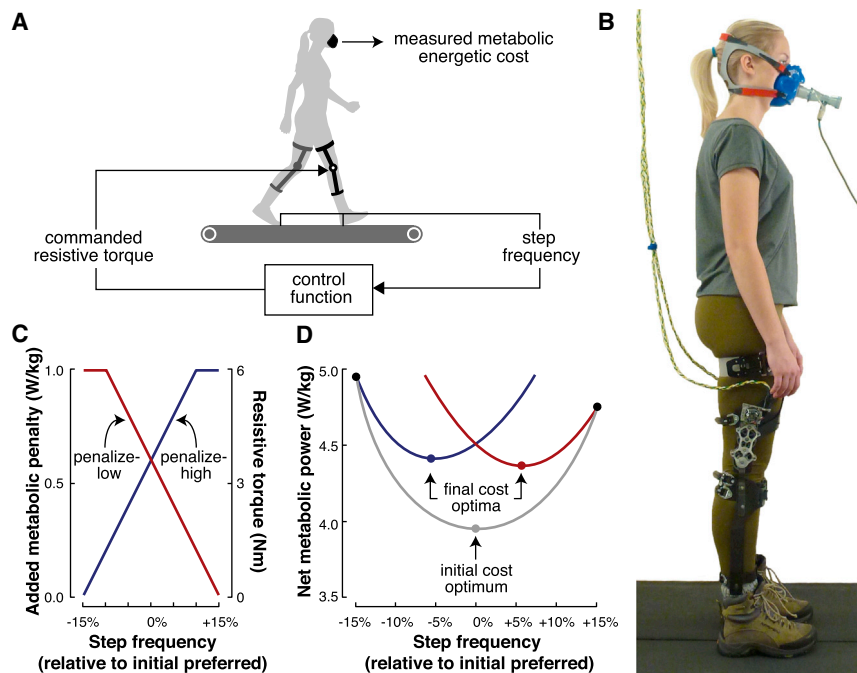 A
measured metabolic
energetic cost
commanded
resistive torque
step
frequency
control
function
B
C
Added metabolic penalty (W/kg)
1.0
0.5
0.0
penalize-
low
penalize-
high
6
3
0
Resistive torque (Nm)
-15%
0%
+15%
Step frequency
(relative to initial preferred)
D
Net metabolic power (W/kg)
5.0
4.5
4.0
3.5
final cost
optima
initial cost
optimum
-15%
-10%
-5%
0%
+5%
+10%
+15%
Step frequency
(relative to initial preferred)